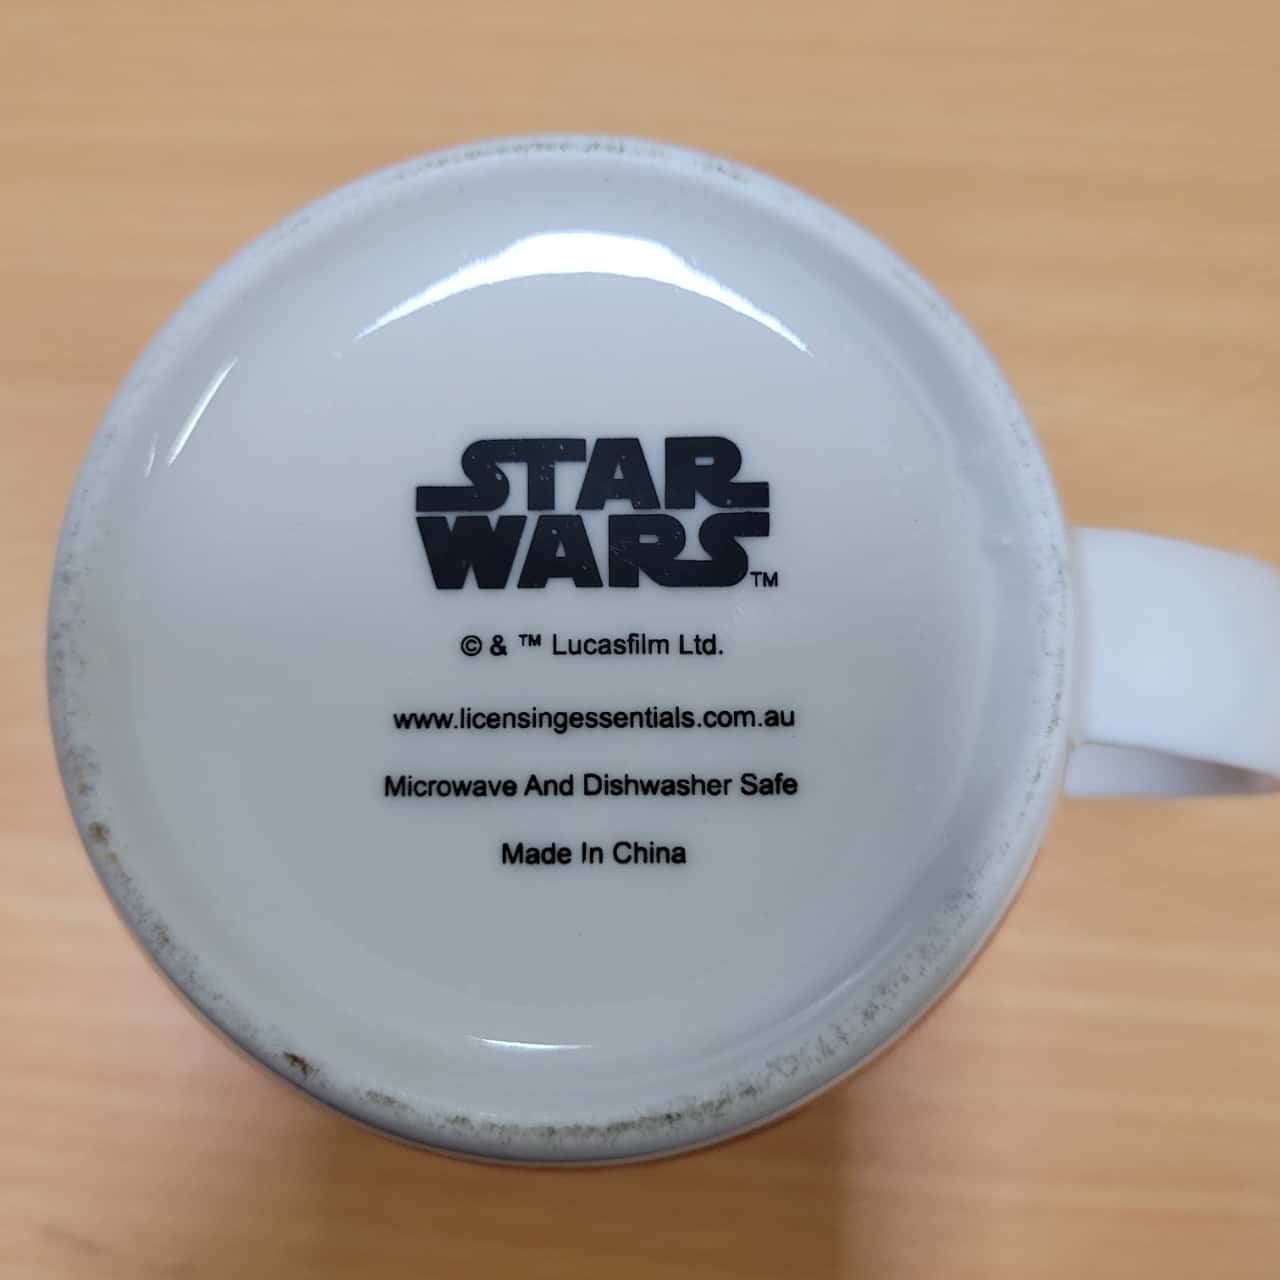 STAR
WARS™
© & ™ Lucasfilm Ltd.
www.licensingessentials.com.au
Microwave And Dishwasher Safe
Made In China